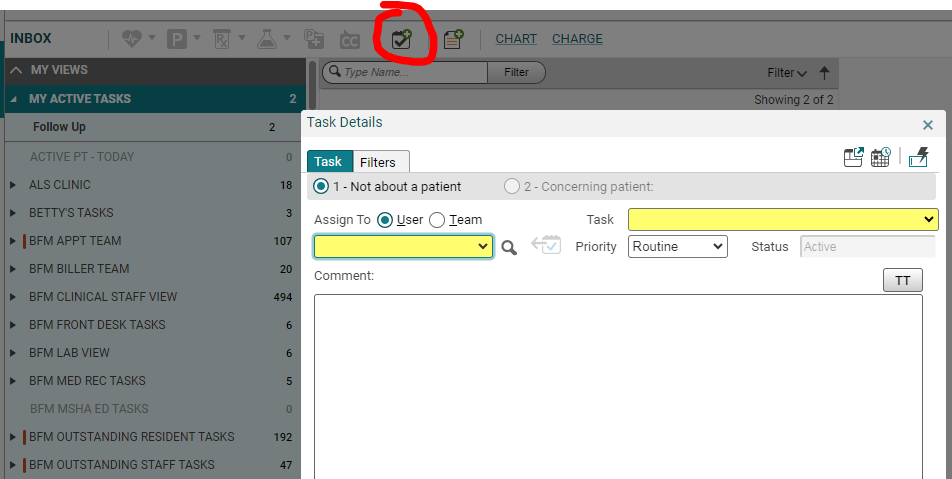 INBOX CHART CHARGE
MY VIEWS
Type Name... Filter Filter
MY ACTIVE TASKS 2
Showing 2 of 2
Follow Up 2
ACTIVE PT - TODAY 0
ALS CLINIC 18
BETTY'S TASKS 3
BFM APPT TEAM 107
BFM BILLER TEAM 20
BFM CLINICAL STAFF VIEW 494
BFM FRONT DESK TASKS 6
BFM LAB VIEW 6
BFM MED REC TASKS 5
BFM MSHA ED TASKS 0
BFM OUTSTANDING RESIDENT TASKS 192
BFM OUTSTANDING STAFF TASKS 47
Task Details
Task Filters
1 - Not about a patient 2 - Concerning patient:
Assign To User Team Task
Priority Routine Status Active
Comment:
TT